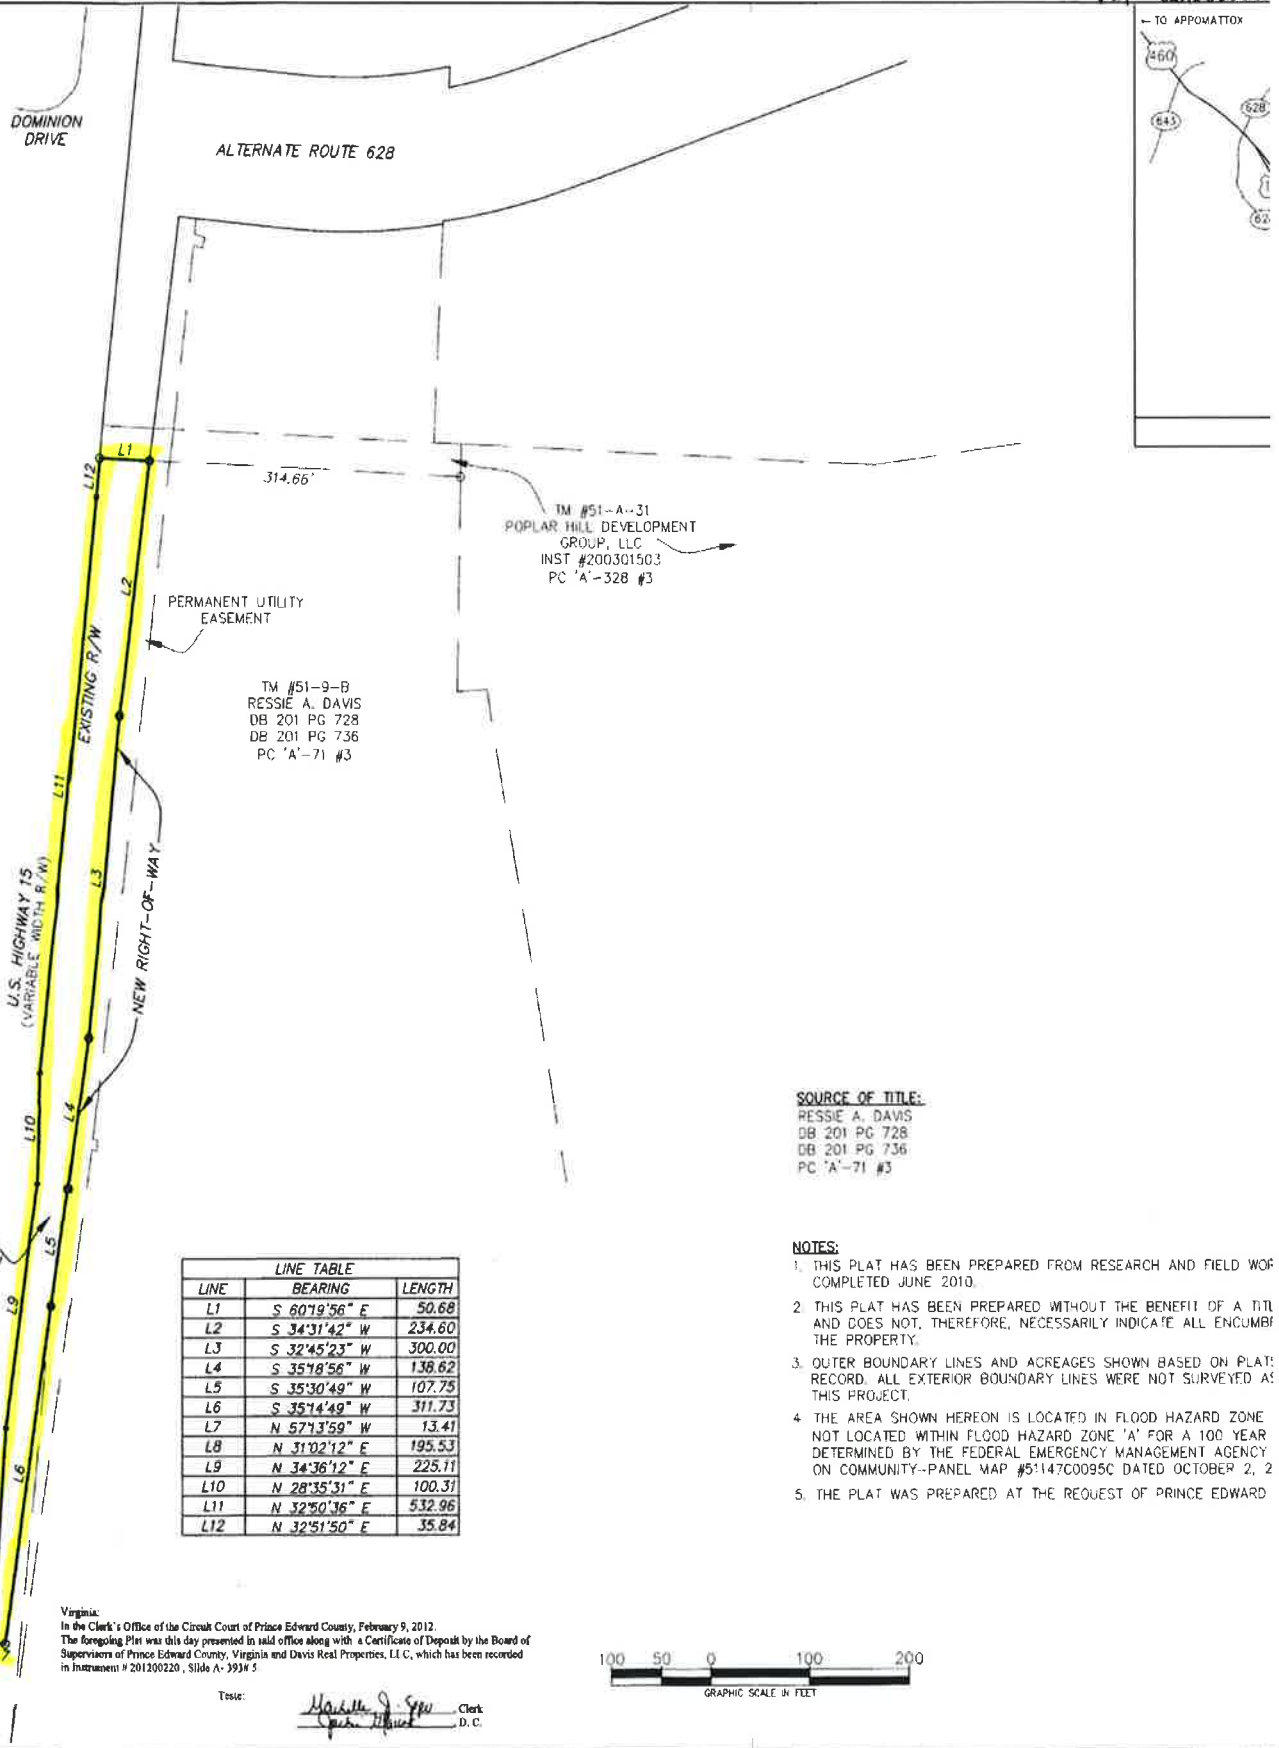 ← TO APPOMATTOX
460
643
628
DOMINION
DRIVE
ALTERNATE ROUTE 628
L1
L12
314.66'
TM #51-A-31
POPLAR HILL DEVELOPMENT
GROUP, LLC
INST #200301503
PC 'A'-328 #3
L2
PERMANENT UTILITY
EASEMENT
EXISTING R/W
TM #51-9-B
RESSIE A. DAVIS
DB 201 PG 728
DB 201 PG 736
PC 'A'-71 #3
L11
L3
U.S. HIGHWAY 15
(VARIABLE WIDTH R/W)
NEW RIGHT-OF-WAY
L10
L4
L5
L9
L6
SOURCE OF TITLE:
RESSIE A. DAVIS
DB 201 PG 728
DB 201 PG 736
PC 'A'-71 #3
LINE TABLE
LINE BEARING LENGTH
L1 S 60°19'56" E 50.68
L2 S 34°31'42" W 234.60
L3 S 32°45'23" W 300.00
L4 S 35°18'56" W 138.62
L5 S 35°30'49" W 107.75
L6 S 35°14'49" W 311.73
L7 N 57°13'59" W 13.41
L8 N 31°02'12" E 195.53
L9 N 34°36'12" E 225.11
L10 N 28°35'31" E 100.31
L11 N 32°50'36" E 532.96
L12 N 32°51'50" E 35.84
NOTES:
1. THIS PLAT HAS BEEN PREPARED FROM RESEARCH AND FIELD
COMPLETED JUNE 2010.
2. THIS PLAT HAS BEEN PREPARED WITHOUT THE BENEFIT OF A
AND DOES NOT, THEREFORE, NECESSARILY INDICATE ALL
THE PROPERTY.
3. OUTER BOUNDARY LINES AND ACREAGES SHOWN BASED ON
RECORD. ALL EXTERIOR BOUNDARY LINES WERE NOT SURVEYED
THIS PROJECT.
4 THE AREA SHOWN HEREON IS LOCATED IN FLOOD HAZARD ZONE
NOT LOCATED WITHIN FLOOD HAZARD ZONE 'A' FOR A 100 YEAR
DETERMINED BY THE FEDERAL EMERGENCY MANAGEMENT AGENCY
ON COMMUNITY-PANEL MAP #51147C0095C DATED OCTOBER 2,
5. THE PLAT WAS PREPARED AT THE REQUEST OF PRINCE EDWARD
Virginia:
In the Clerk's Office of the Circuit Court of Prince Edward County, February 9, 2012.
The foregoing Plat was this day presented in said office along with a Certificate of Deposit by the Board of
Supervisors of Prince Edward County, Virginia and Davis Real Properties, LLC, which has been recorded
in Instrument # 201200220 , Slide A- 393# 5
Teste:
Clerk
D. C.
100 50 0 100 200
GRAPHIC SCALE IN FEET